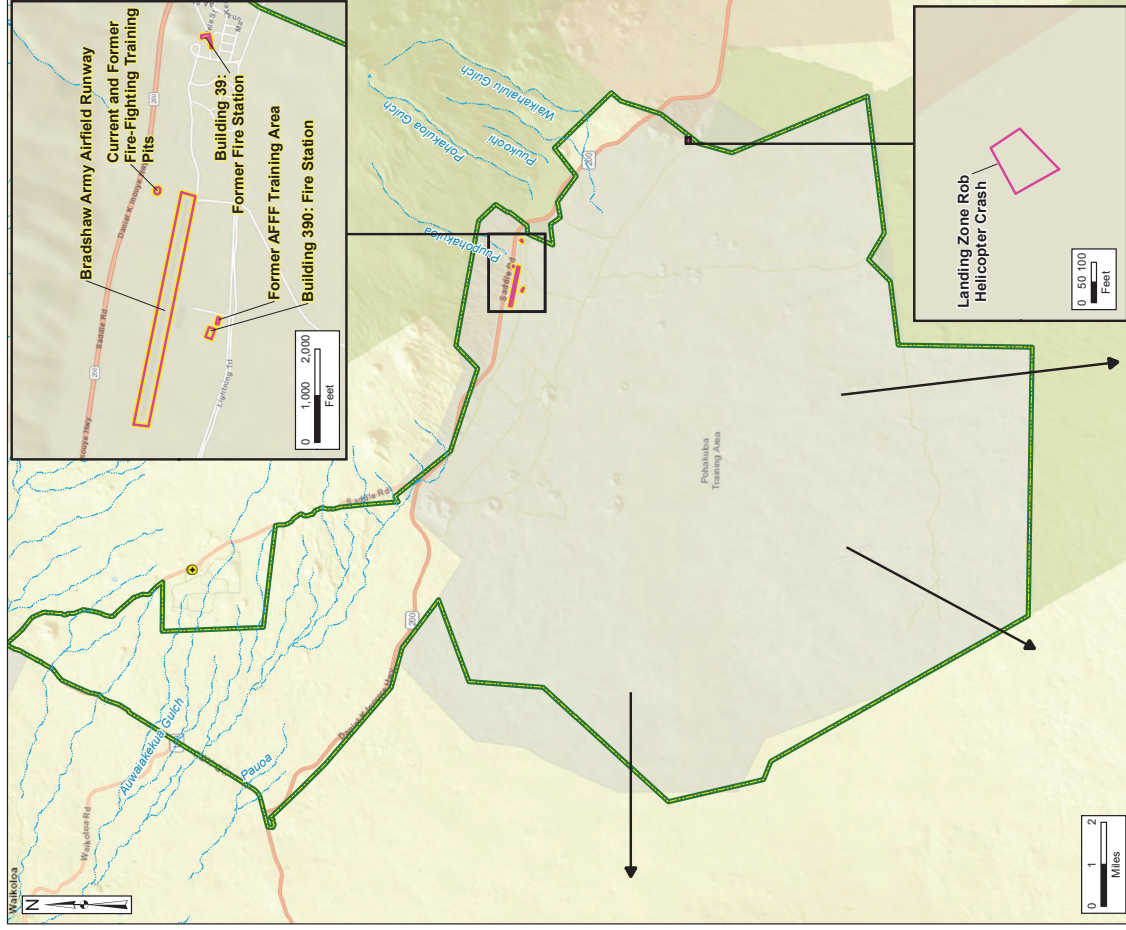 Bradshaw Army Airfield Runway
Current and Former
Fire-Fighting Training
Pits
Building 39:
Former Fire Station
Former AFFF Training Area
Building 390: Fire Station
Daniel K Inouye Hwy
Saddle Rd
200
200
Lightning Trl
0 1,000 2,000
Feet
Waikoloa
N
Waikoloa Rd
Auwaiakekua Gulch
Pauoa
Saddle Rd
Daniel K Inouye Hwy
200
Pohakuloa Gulch
Waikahalulu Gulch
Puukoohi
Puupohakuloa
Saddle Rd
200
Pohakuloa
Training Area
Landing Zone Rob
Helicopter Crash
0 50 100
Feet
0 1 2
Miles